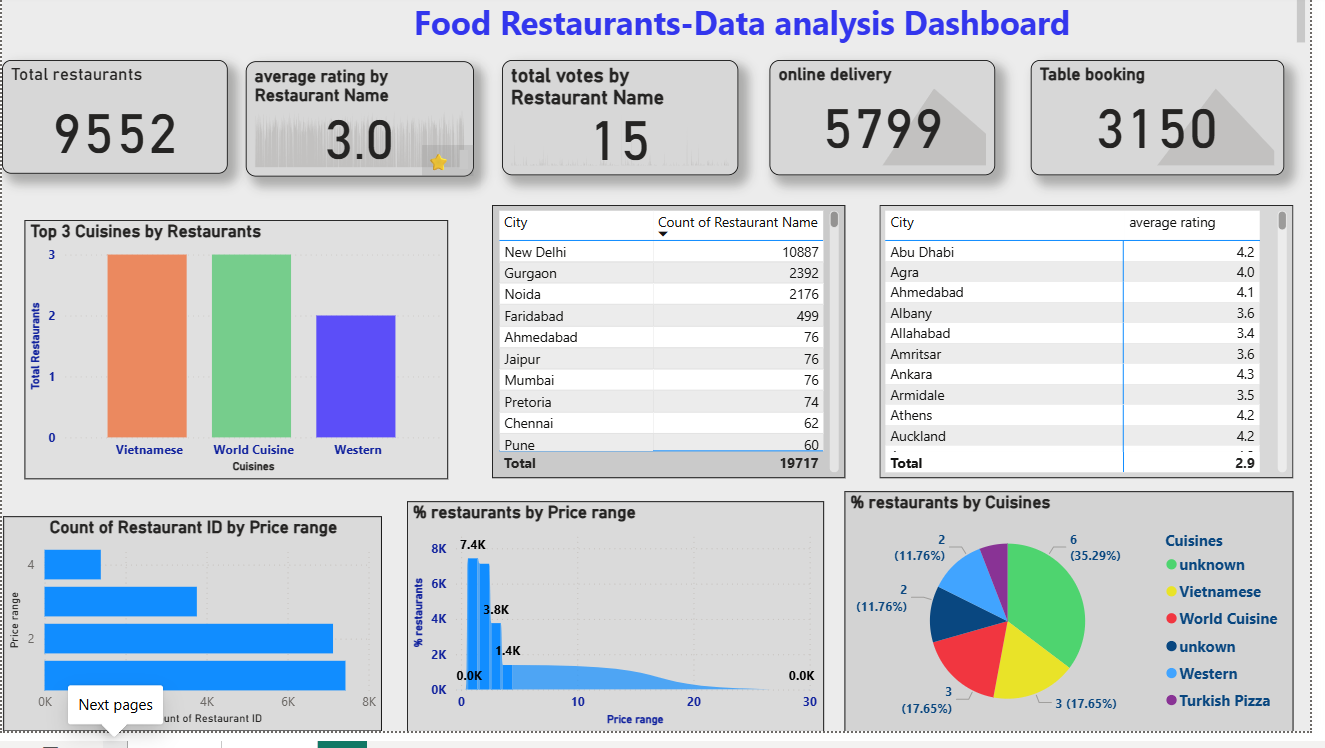 Food Restaurants-Data analysis Dashboard
Total restaurants
9552
average rating by
Restaurant Name
3.0
total votes by
Restaurant Name
15
online delivery
5799
Table booking
3150
Top 3 Cuisines by Restaurants
3
2
1
0
Total Restaurants
Vietnamese
World Cuisine
Western
Cuisines
City Count of Restaurant Name
New Delhi 10887
Gurgaon 2392
Noida 2176
Faridabad 499
Ahmedabad 76
Jaipur 76
Mumbai 76
Pretoria 74
Chennai 62
Pune 60
Total 19717
City average rating
Abu Dhabi 4.2
Agra 4.0
Ahmedabad 4.1
Albany 3.6
Allahabad 3.4
Amritsar 3.6
Ankara 4.3
Armidale 3.5
Athens 4.2
Auckland 4.2
Total 2.9
Count of Restaurant ID by Price range
Price range
4
2
0K 4K 6K 8K
unt of Restaurant ID
Next pages
% restaurants by Price range
% restaurants
8K
6K
4K
2K
0K
7.4K
3.8K
1.4K
0.0K
0.0K
0 10 20 30
Price range
% restaurants by Cuisines
6
(35.29%)
3 (17.65%)
3
(17.65%)
2
(11.76%)
2
(11.76%)
Cuisines
unknown
Vietnamese
World Cuisine
unkown
Western
Turkish Pizza